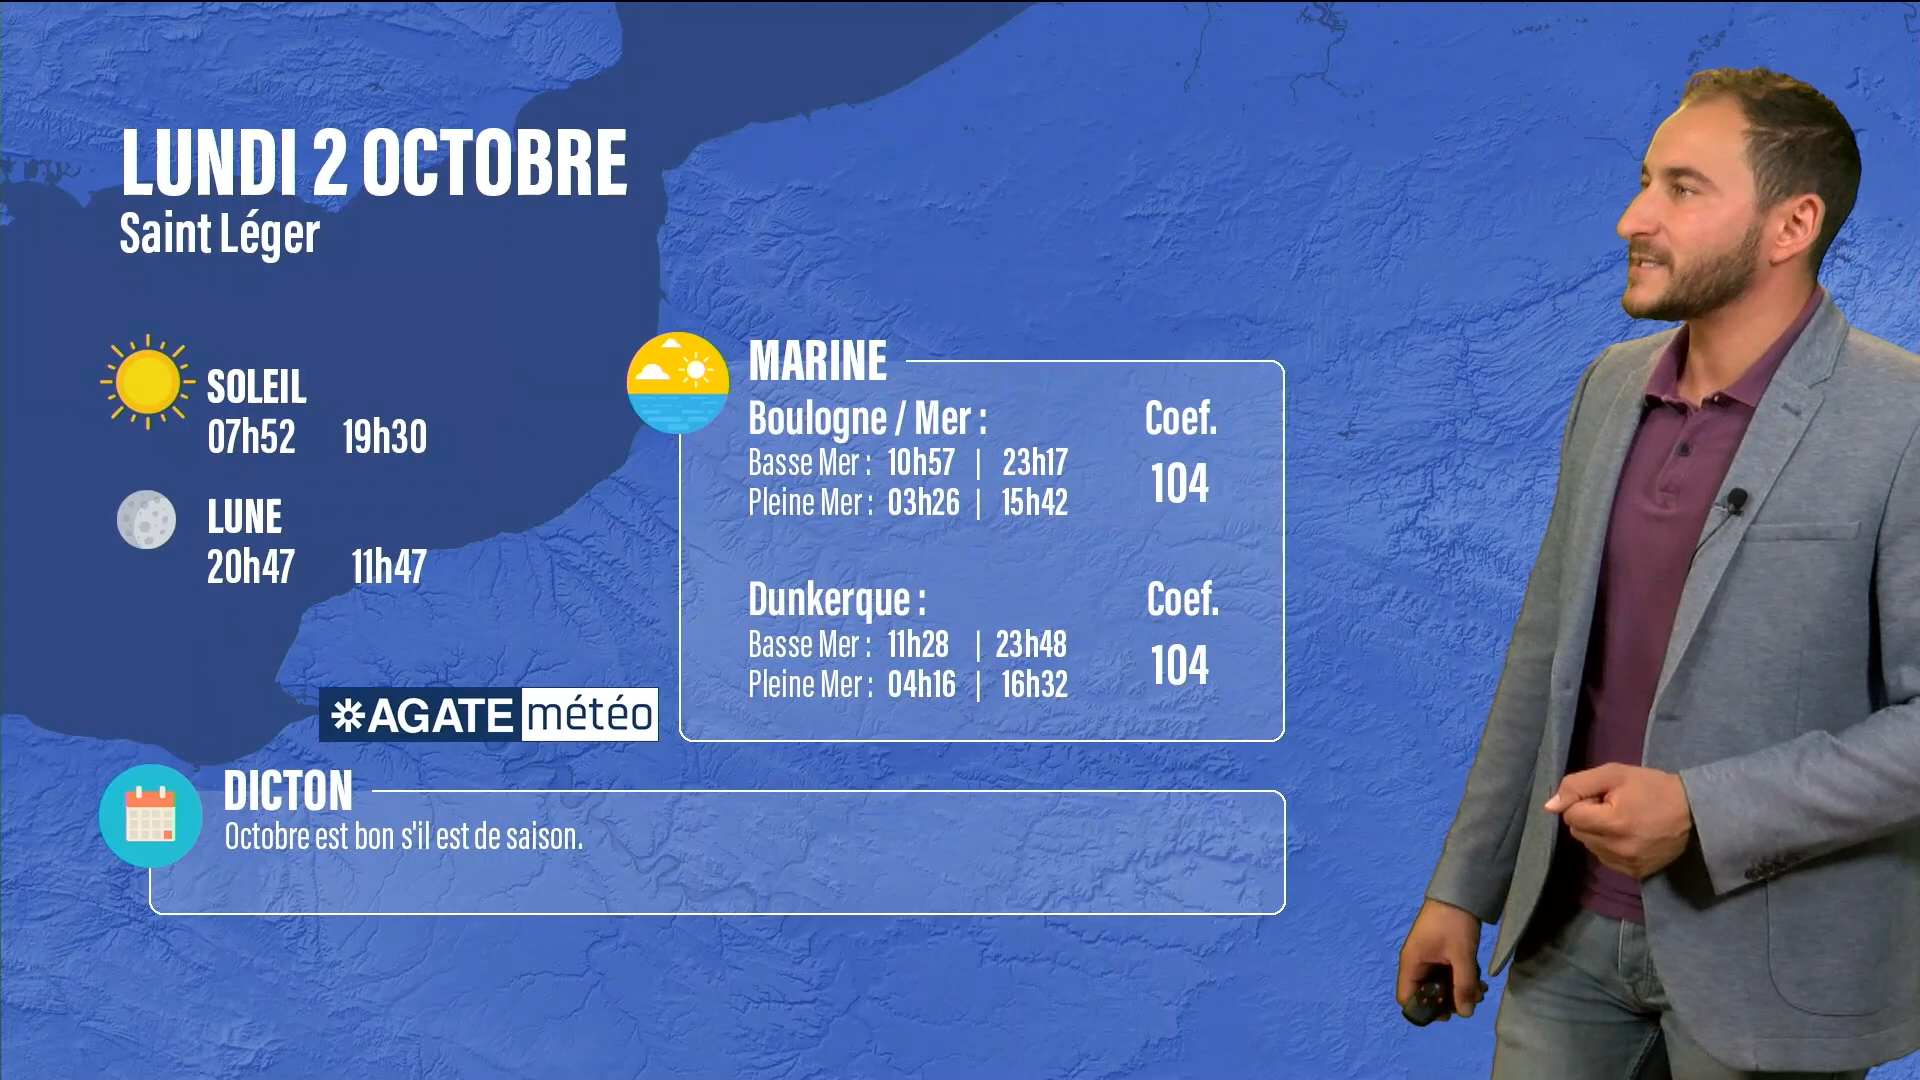 LUNDI 2 OCTOBRE
Saint Léger
SOLEIL
07h52 19h30
LUNE
20h47 11h47
MARINE
Boulogne / Mer : Coef.
Basse Mer : 10h57 | 23h17
Pleine Mer : 03h26 | 15h42
104
Dunkerque : Coef.
Basse Mer : 11h28 | 23h48
Pleine Mer : 04h16 | 16h32
104
AGATE météo
DICTON
Octobre est bon s'il est de saison.